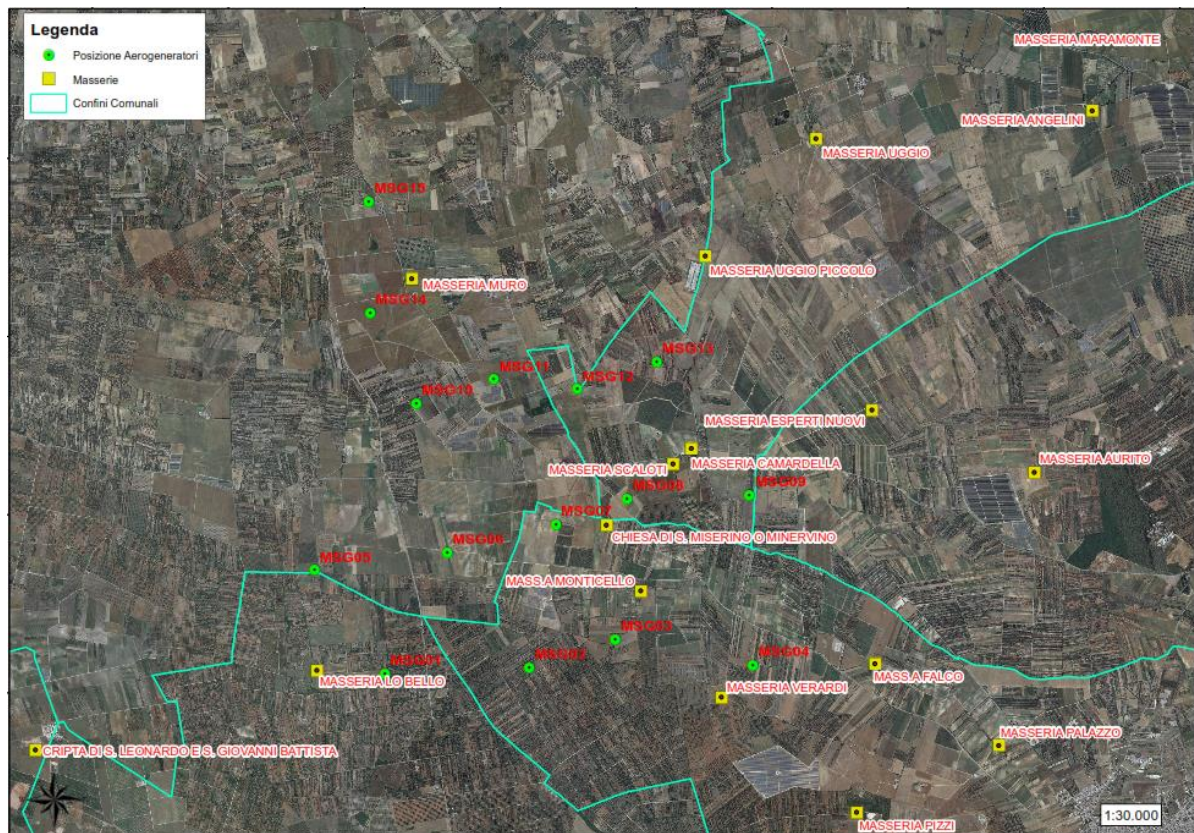 Legenda
Posizione Aerogeneratori
Masserie
Confini Comunali
MASSERIA MARAMONTE
MASSERIA ANGELINI
MASSERIA UGGIO
MSG15
MASSERIA UGGIO PICCOLO
MASSERIA MURO
MSG14
MSG13
MSG11
MSG12
MSG10
MASSERIA ESPERTI NUOVI
MASSERIA CAMARDELLA
MASSERIA SCALOTI
MASSERIA AURITO
MSG08
MSG09
MSG07
CHIESA DI S. MISERINO O MINERVINO
MSG06
MSG05
MASS.A MONTICELLO
MSG03
MSG02
MSG04
MSG01
MASS.A FALCO
MASSERIA LO BELLO
MASSERIA VERARDI
MASSERIA PALAZZO
CRIPTA DI S. LEONARDO E S. GIOVANNI BATTISTA
1:30.000
MASSERIA PIZZI